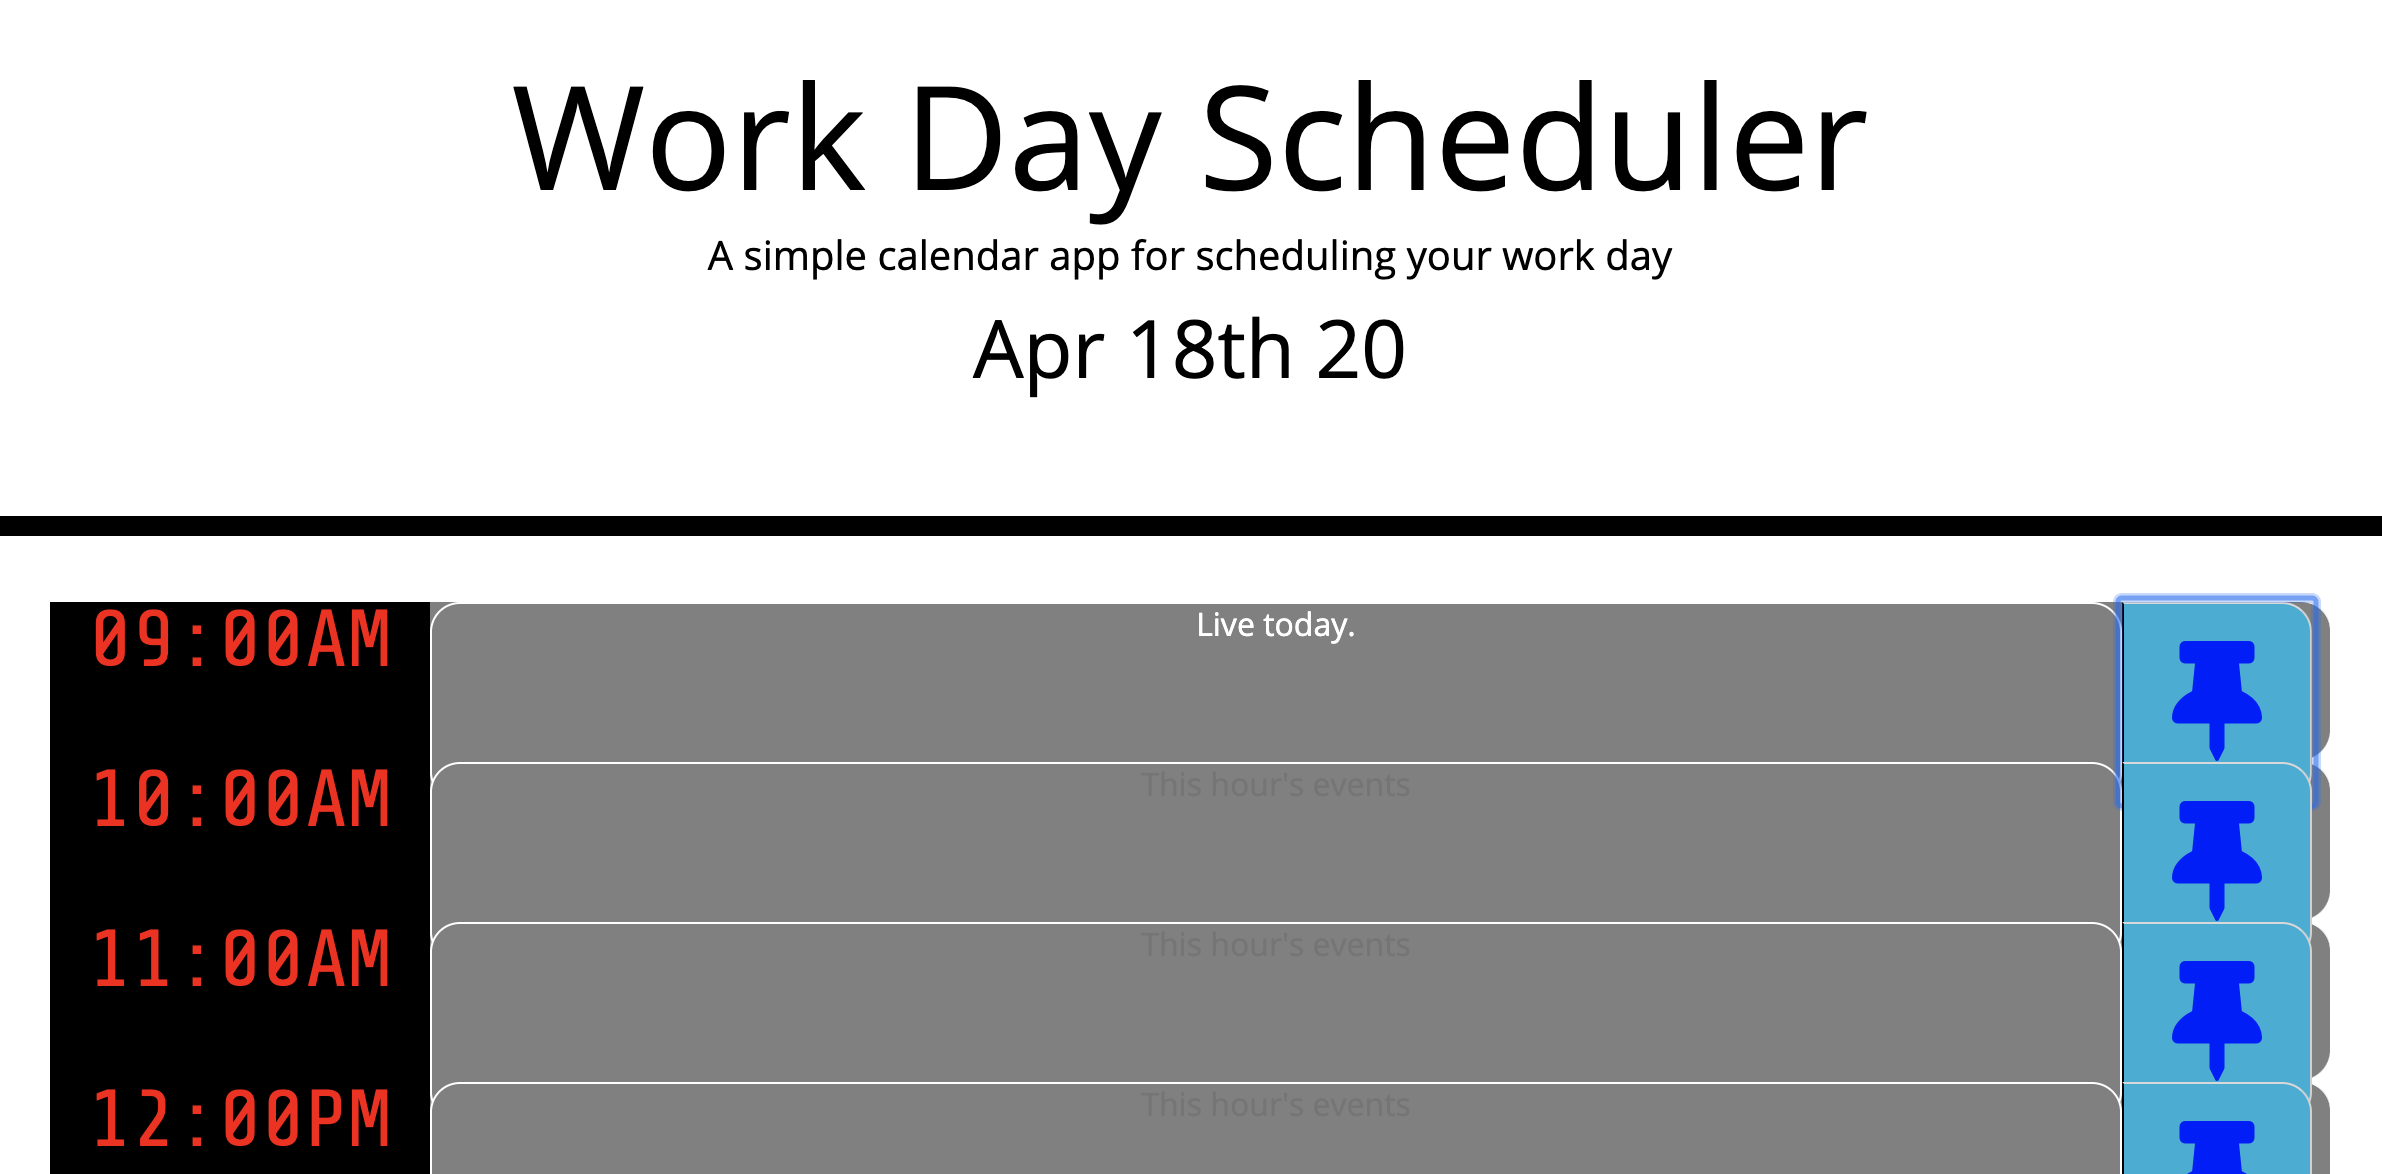 Work Day Scheduler
A simple calendar app for scheduling your work day
Apr 18th 20
09:00AM
Live today.
10:00AM
This hour's events
11:00AM
This hour's events
12:00PM
This hour's events